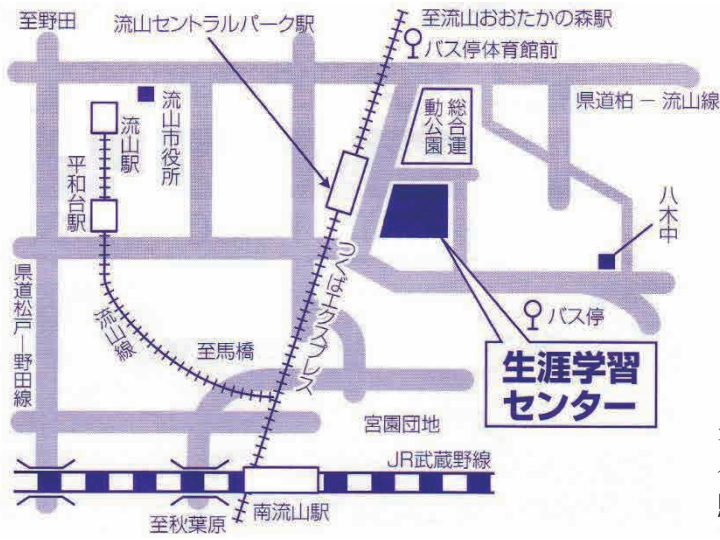 至野田
流山セントラルパーク駅
至流山おおたかの森駅
バス停体育館前
県道柏－流山線
総合運
動公園
流山市役所
流山駅
平和台駅
八木中
つくばエクスプレス
県道松戸―野田線
流山線
至馬橋
バス停
生涯学習
センター
宮園団地
JR武蔵野線
至秋葉原
南流山駅